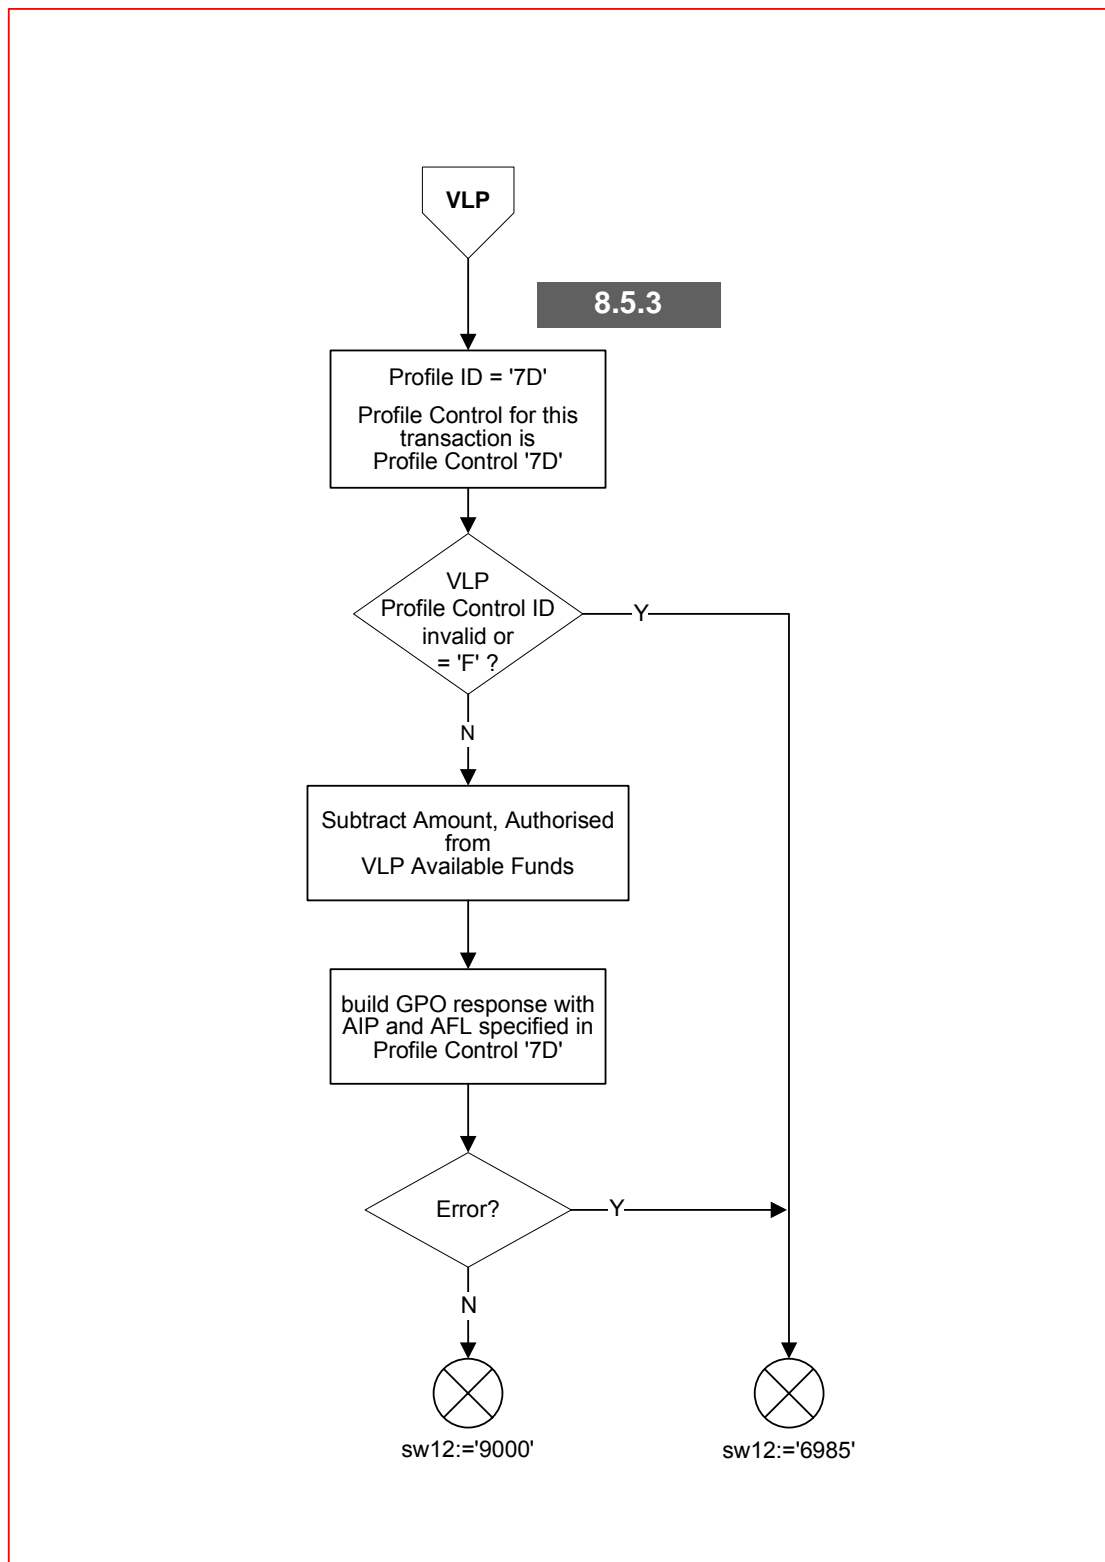 VLP
8.5.3
Profile ID = '7D'
Profile Control for this
transaction is
Profile Control '7D'
VLP
Profile Control ID
invalid or
= 'F' ?
Y
N
Subtract Amount, Authorised
from
VLP Available Funds
build GPO response with
AIP and AFL specified in
Profile Control '7D'
Error?
Y
N
sw12:='9000'
sw12:='6985'